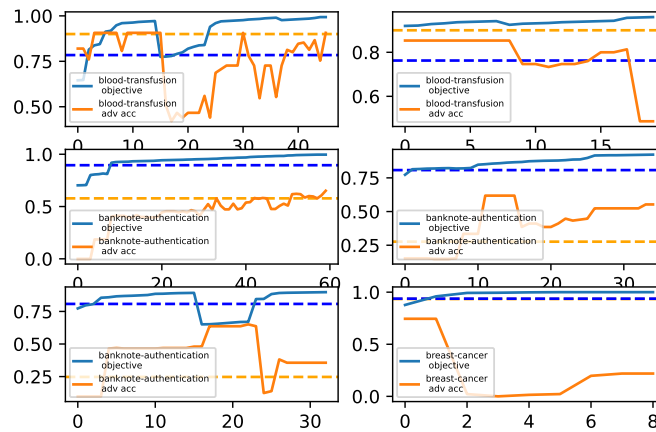 1.00
0.75
0.50
blood-transfusion
objective
blood-transfusion
adv acc
0 10 20 30 40
0.8
0.6
blood-transfusion
objective
blood-transfusion
adv acc
0 5 10 15
1.0
0.5
0.0
banknote-authentication
objective
banknote-authentication
adv acc
0 10 20 30 40 50 60
0.75
0.50
0.25
banknote-authentication
objective
banknote-authentication
adv acc
0 10 20 30
0.75
0.50
0.25
banknote-authentication
objective
banknote-authentication
adv acc
0 10 20 30
1.0
0.5
0.0
breast-cancer
objective
breast-cancer
adv acc
0 2 4 6 8